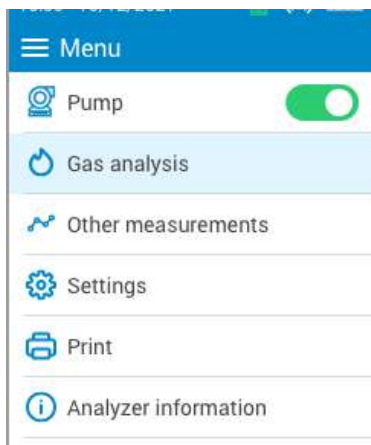 Menu
Pump
Gas analysis
Other measurements
Settings
Print
Analyzer information